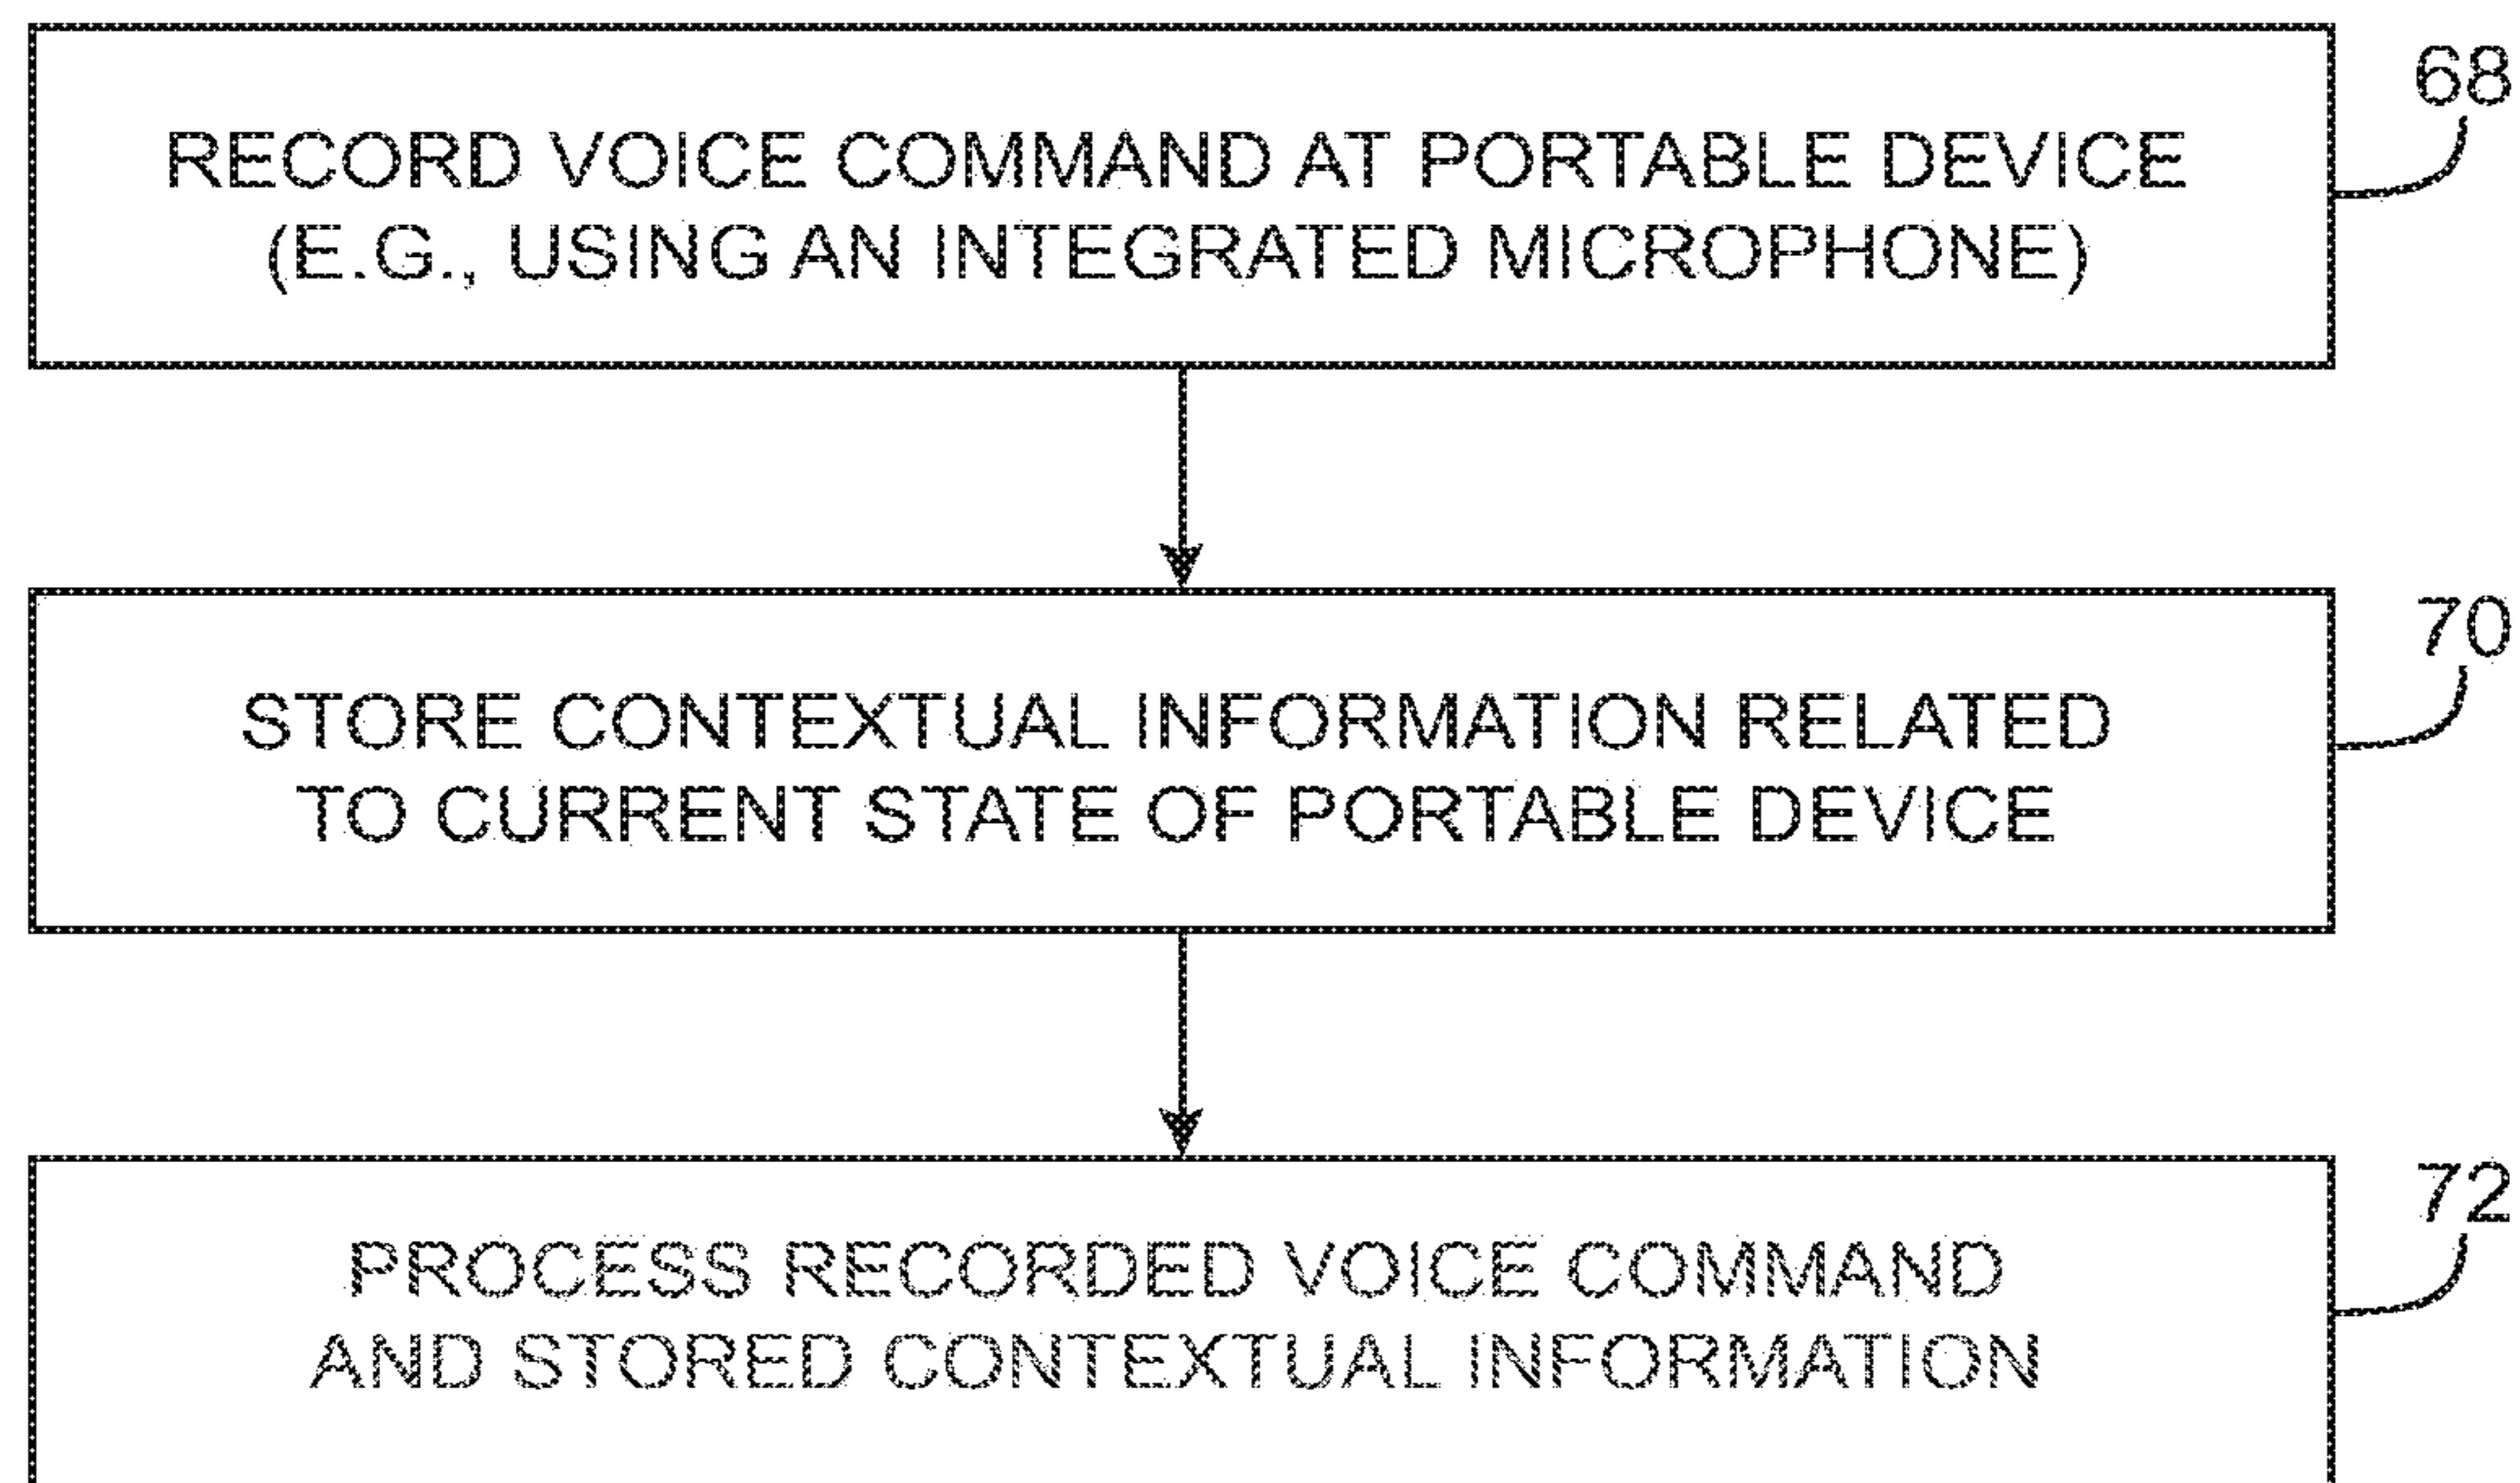 68
RECORD VOICE COMMAND AT PORTABLE DEVICE
(E.G., USING AN INTEGRATED MICROPHONE)
70
STORE CONTEXTUAL INFORMATION RELATED
TO CURRENT STATE OF PORTABLE DEVICE
72
PROCESS RECORDED VOICE COMMAND
AND STORED CONTEXTUAL INFORMATION